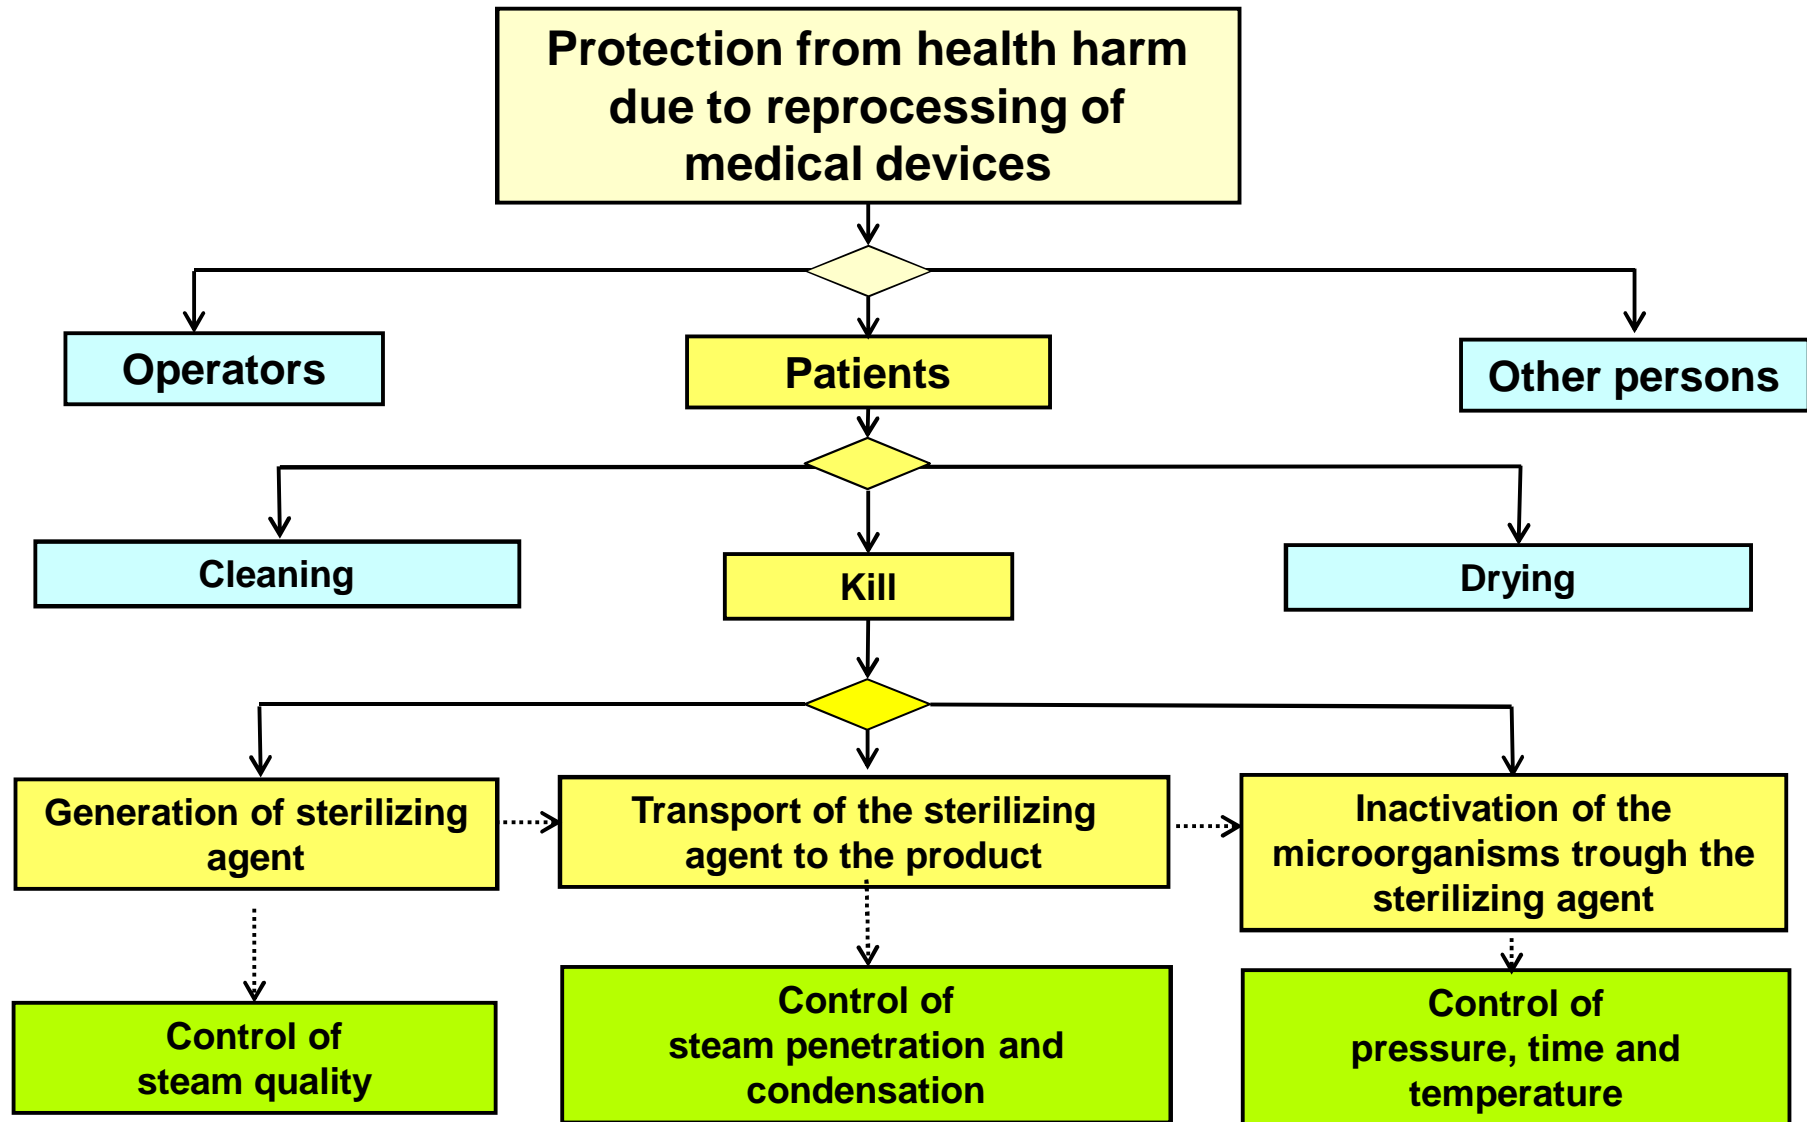 Protection from health harm
due to reprocessing of
medical devices
Operators
Patients
Other persons
Cleaning
Kill
Drying
Generation of sterilizing
agent
Transport of the sterilizing
agent to the product
Inactivation of the
microorganisms trough the
sterilizing agent
Control of
steam quality
Control of
steam penetration and
condensation
Control of
pressure, time and
temperature